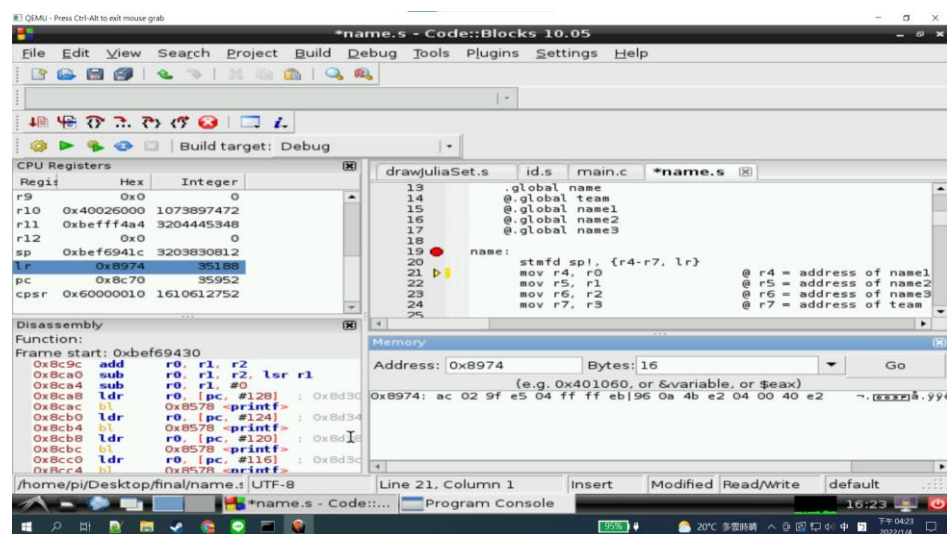 QEMU - Press Ctrl-Alt to exit mouse grab
*name.s - Code::Blocks 10.05
File Edit View Search Project Build Debug Tools Plugins Settings Help
Build target: Debug
CPU Registers
Regis Hex Integer
r9 0x0 0
r10 0x40026000 1073897472
r11 0xbefff4a4 3204445348
r12 0x0 0
sp 0xbef6941c 3203830812
lr 0x8974 35188
pc 0x8c70 35952
cpsr 0x60000010 1610612752
drawJuliaSet.s id.s main.c *name.s
13 .global name
14 @.global team
15 @.global name1
16 @.global name2
17 @.global name3
18
19 name:
20 stmfd sp!, {r4-r7, lr}
21 mov r4, r0 @ r4 = address of name1
22 mov r5, r1 @ r5 = address of name2
23 mov r6, r2 @ r6 = address of name3
24 mov r7, r3 @ r7 = address of team
25
Disassembly
Function:
Frame start: 0xbef69430
0x8c9c add r0, r1, r2
0x8ca0 sub r0, r1, r2, lsr r1
0x8ca4 sub r0, r1, #0
0x8ca8 ldr r0, [pc, #128] ; 0x8d30
0x8cac bl 0x8578 <printf>
0x8cb0 ldr r0, [pc, #124] ; 0x8d34
0x8cb4 bl 0x8578 <printf>
0x8cb8 ldr r0, [pc, #120]
0x8cbc bl 0x8578 <printf>
0x8cc0 ldr r0, [pc, #116] ; 0x8d3c
0x8cc4 bl 0x8578 <printf>
Memory
Address: 0x8974 Bytes: 16 Go
(e.g. 0x401060, or &variable, or $eax)
0x8974: ac 02 9f e5 04 ff ff eb|96 0a 4b e2 04 00 40 e2
/home/pi/Desktop/final/name.s UTF-8 Line 21, Column 1 Insert Modified Read/Write default
*name.s - Code::... Program Console 16:23
95% 20°C 多雲時晴 中 下午 04:23
2022/1/4